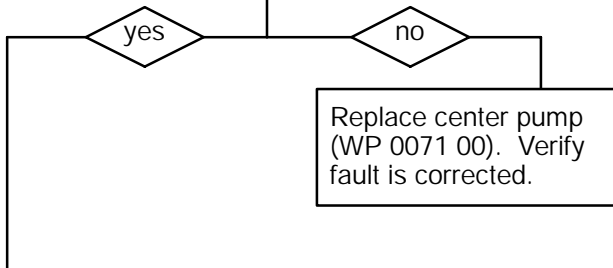 yes
no
Replace center pump
(WP 0071 00).  Verify
fault is corrected.